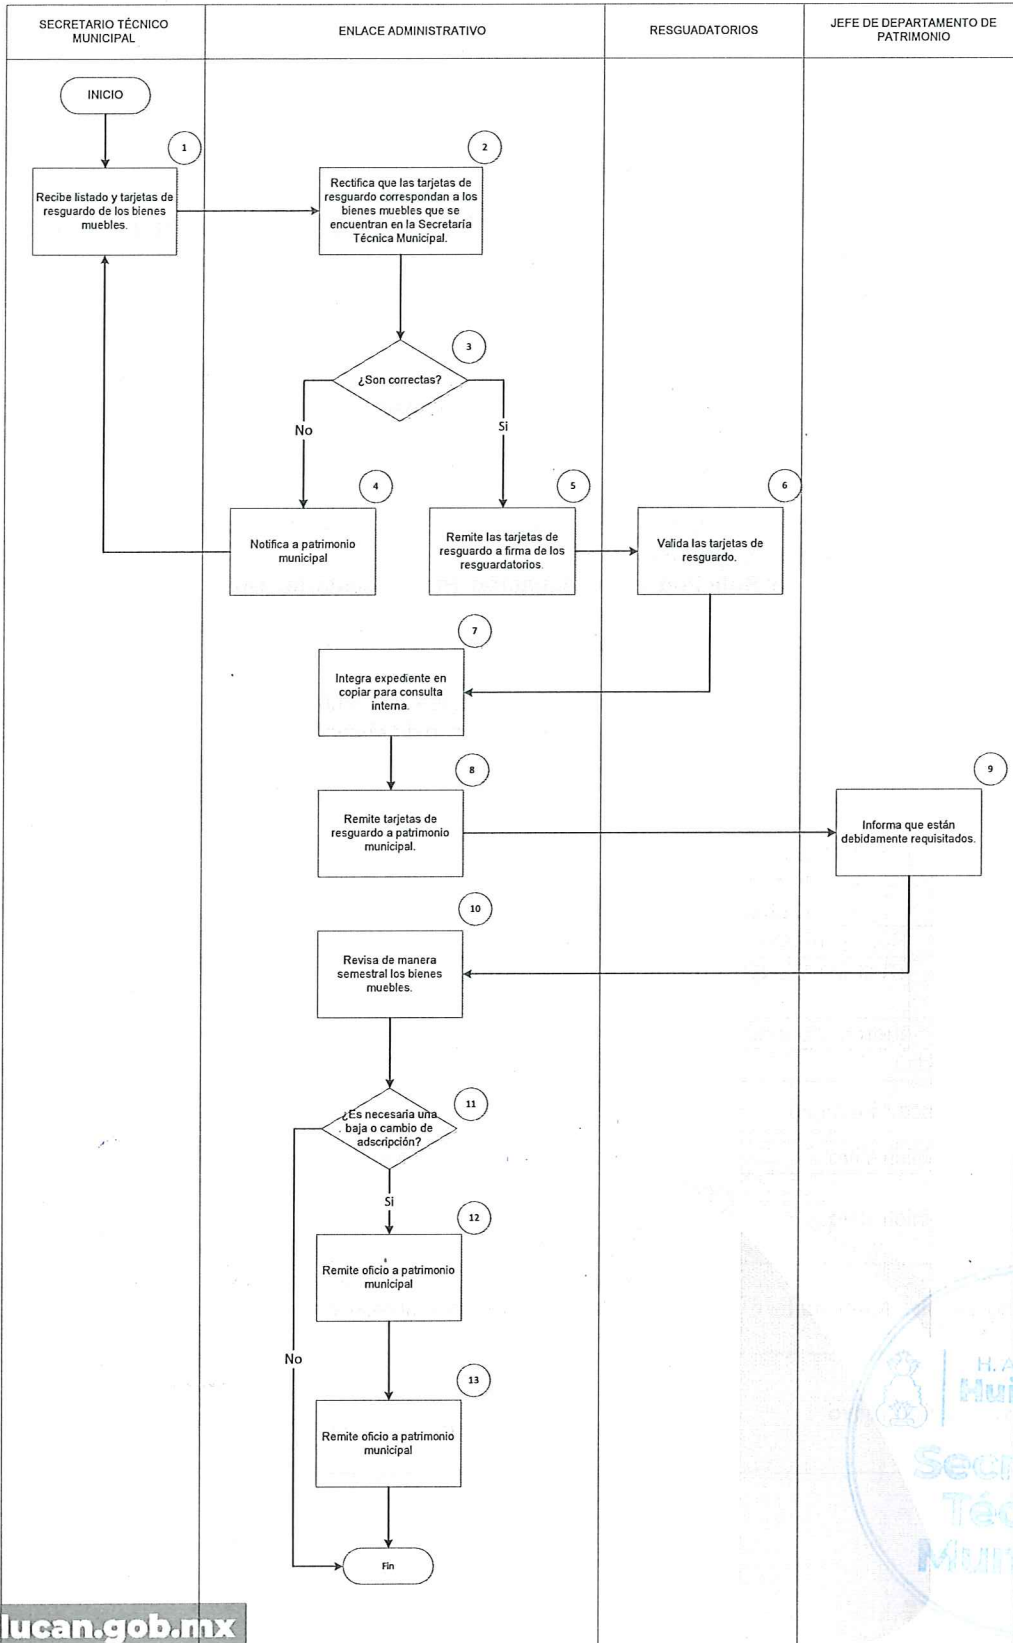 SECRETARIO TÉCNICO
MUNICIPAL
ENLACE ADMINISTRATIVO
RESGUADATORIOS
JEFE DE DEPARTAMENTO DE
PATRIMONIO
INICIO
1
Recibe listado y tarjetas de
resguardo de los bienes
muebles.
2
Rectifica que las tarjetas de
resguardo correspondan a los
bienes muebles que se
encuentran en la Secretaría
Técnica Municipal.
3
¿Son correctas?
No
Si
4
Notifica a patrimonio
municipal
5
Remite las tarjetas de
resguardo a firma de los
resguardatorios.
6
Valida las tarjetas de
resguardo.
7
Integra expediente en
copiar para consulta
interna.
8
Remite tarjetas de
resguardo a patrimonio
municipal.
9
Informa que están
debidamente requisitados.
10
Revisa de manera
semestral los bienes
muebles.
11
¿Es necesaria una
baja o cambio de
adscripción?
Si
12
Remite oficio a patrimonio
municipal
No
13
Remite oficio a patrimonio
municipal
Fin
H. A
Hui
Secr
Téc
Mun
lucan.gob.mx